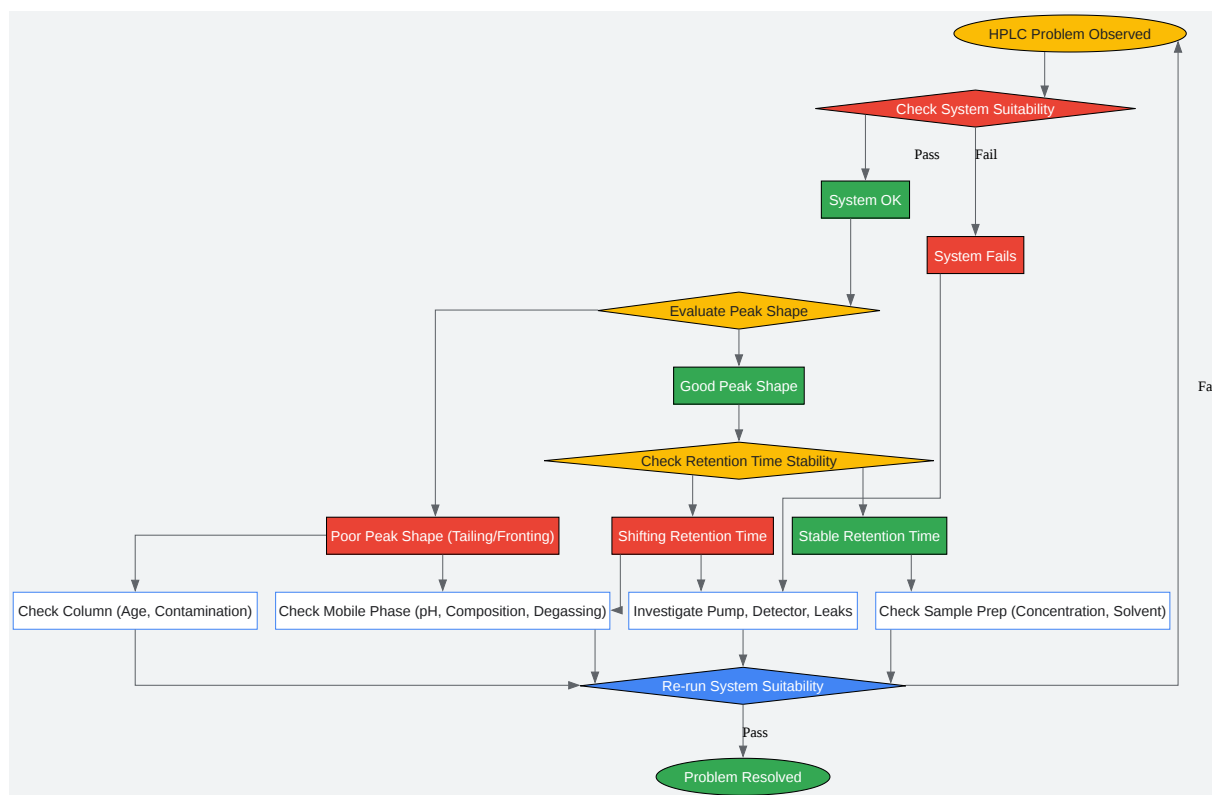 HPLC Problem Observed
Check System Suitability
Pass
Fail
System OK
System Fails
Evaluate Peak Shape
Good Peak Shape
Fa
Check Retention Time Stability
Poor Peak Shape (Tailing/Fronting)
Shifting Retention Time
Stable Retention Time
Check Column (Age, Contamination)
Check Mobile Phase (pH, Composition, Degassing)
Investigate Pump, Detector, Leaks
Check Sample Prep (Concentration, Solvent)
Re-run System Suitability
Pass
Problem Resolved